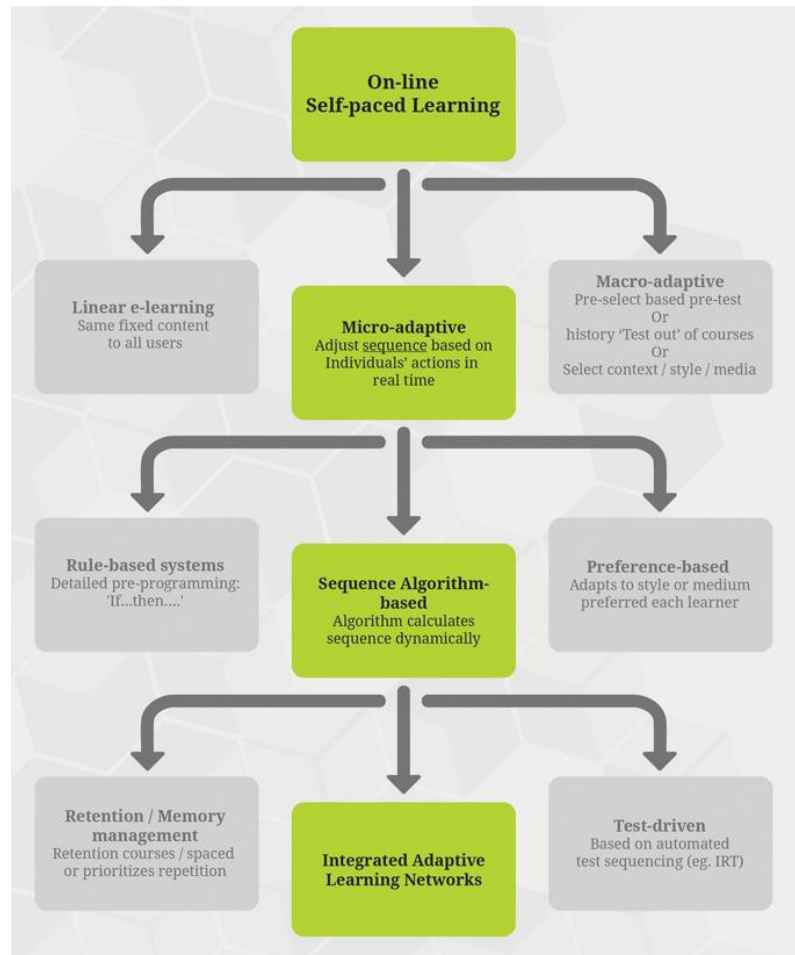 On-line
Self-paced Learning
Linear e-learning
Same fixed content
to all users
Micro-adaptive
Adjust sequence based on
Individuals' actions in
real time
Macro-adaptive
Pre-select based pre-test
Or
history ‘Test out’ of courses
Or
Select context / style / media
Rule-based systems
Detailed pre-programming:
'If...then....'
Sequence Algorithm-
based
Algorithm calculates
sequence dynamically
Preference-based
Adapts to style or medium
preferred each learner
Retention / Memory
management
Retention courses / spaced
or prioritizes repetition
Integrated Adaptive
Learning Networks
Test-driven
Based on automated
test sequencing (eg. IRT)